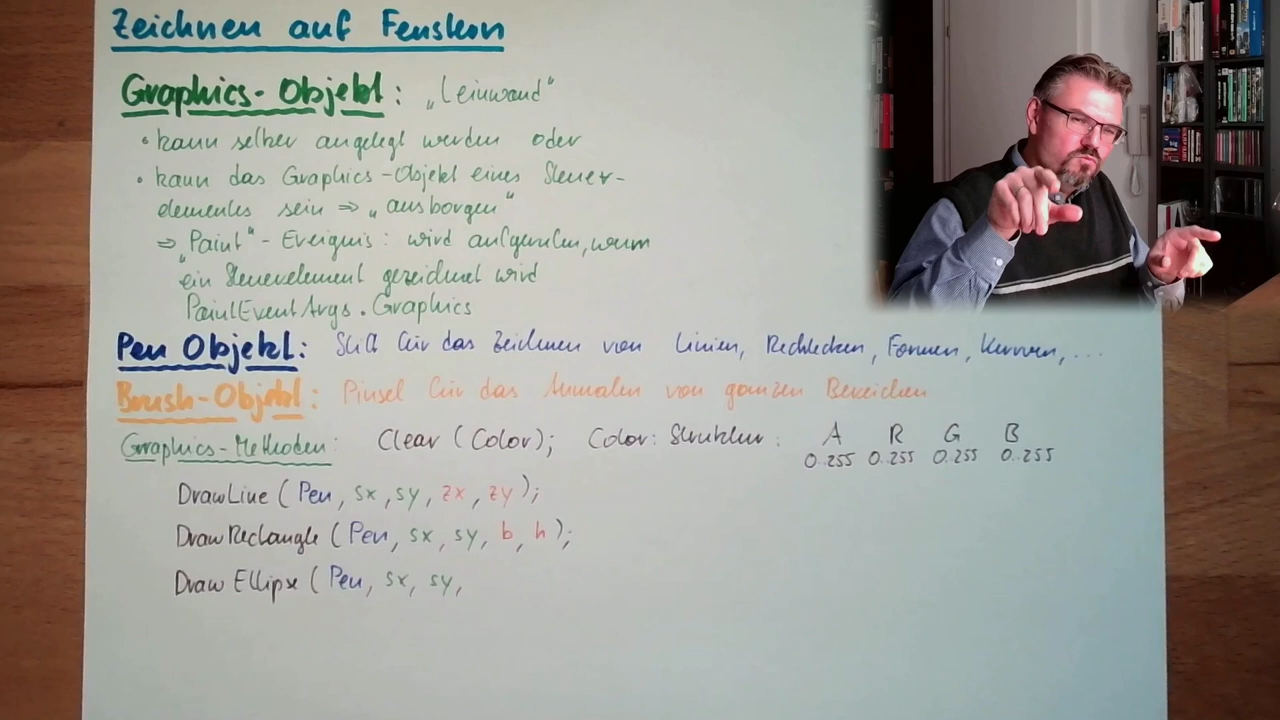 Zeichnen auf Fenstern
Graphics-Objekt: „Leinwand"
• kann selber angelegt werden oder
• kann das Graphics-Objekt eines Steuer-
elementes sein ⇒ „ausborgen"
⇒ „Paint"-Ereignis: wird aufgerufen, wenn
ein Steuerelement gezeichnet wird
PaintEventArgs.Graphics
Pen Objekt: Stift für das Zeichnen von Linien, Rechtecken, Formen, Kurven, ...
Brush-Objekt: Pinsel für das Anmalen von ganzen Bereichen
Graphics-Methoden: Clear (Color); Color: Struktur: A R G B
0..255 0..255 0..255 0..255
DrawLine (Pen, sx, sy, zx, zy);
DrawRectangle (Pen, sx, sy, b, h);
DrawEllipse (Pen, sx, sy,